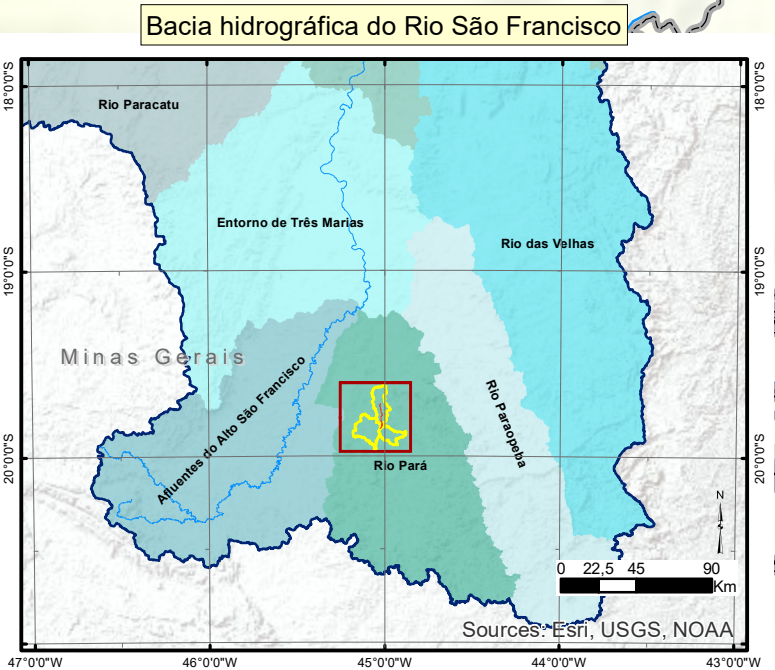 Bacia hidrográfica do Rio São Francisco
18°0'0"S
18°0'0"S
Rio Paracatu
Entorno de Três Marias
Rio das Velhas
19°0'0"S
19°0'0"S
Minas Gerais
Afluentes do Alto São Francisco
Rio Paraopeba
20°0'0"S
20°0'0"S
Rio Pará
N
0 22,5 45 90
Km
Sources: Esri, USGS, NOAA
47°0'0"W 46°0'0"W 45°0'0"W 44°0'0"W 43°0'0"W